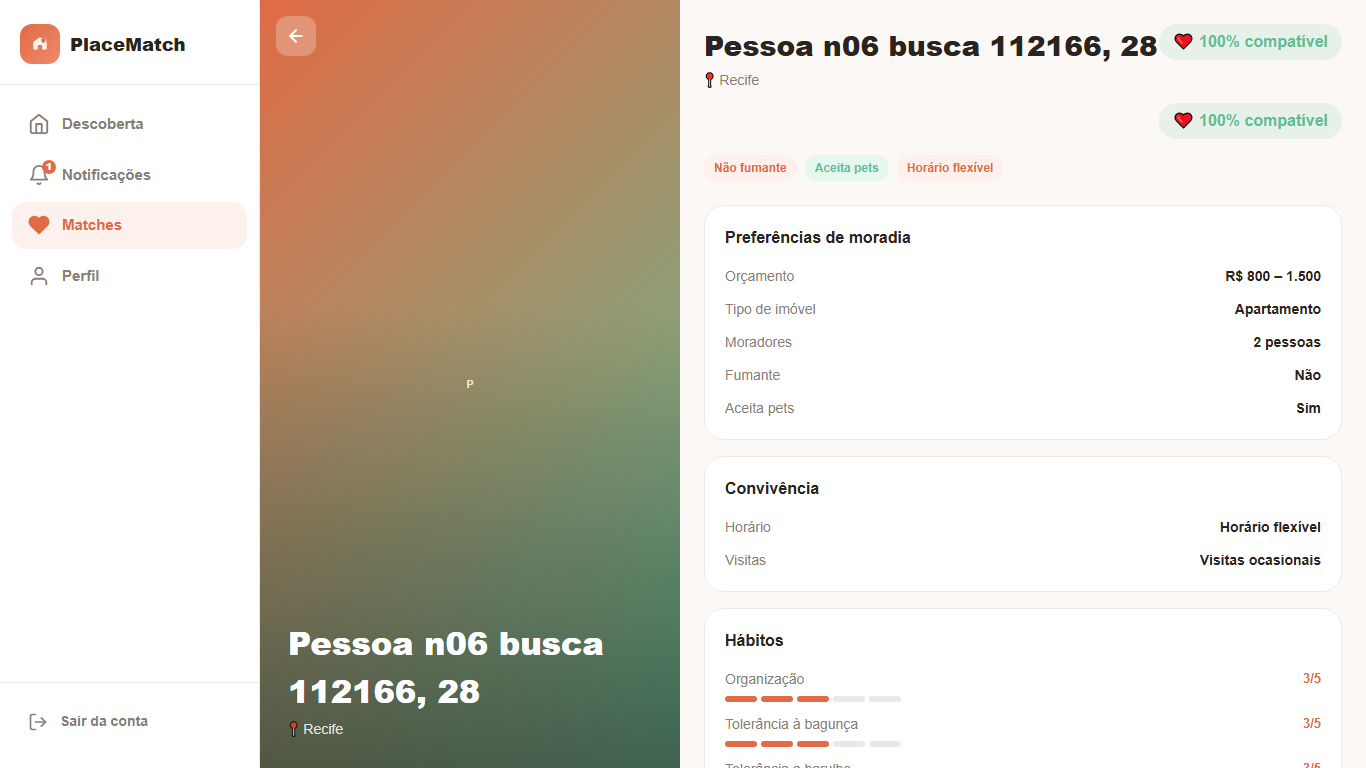 PlaceMatch
Descoberta
1
Notificações
Matches
Perfil
Sair da conta
P
Pessoa n06 busca
112166, 28
Recife
Pessoa n06 busca 112166, 28
100% compatível
Recife
100% compatível
Não fumante
Aceita pets
Horário flexível
Preferências de moradia
Orçamento R$ 800 – 1.500
Tipo de imóvel Apartamento
Moradores 2 pessoas
Fumante Não
Aceita pets Sim
Convivência
Horário Horário flexível
Visitas Visitas ocasionais
Hábitos
Organização 3/5
Tolerância à bagunça 3/5
Tolerância a barulho 3/5